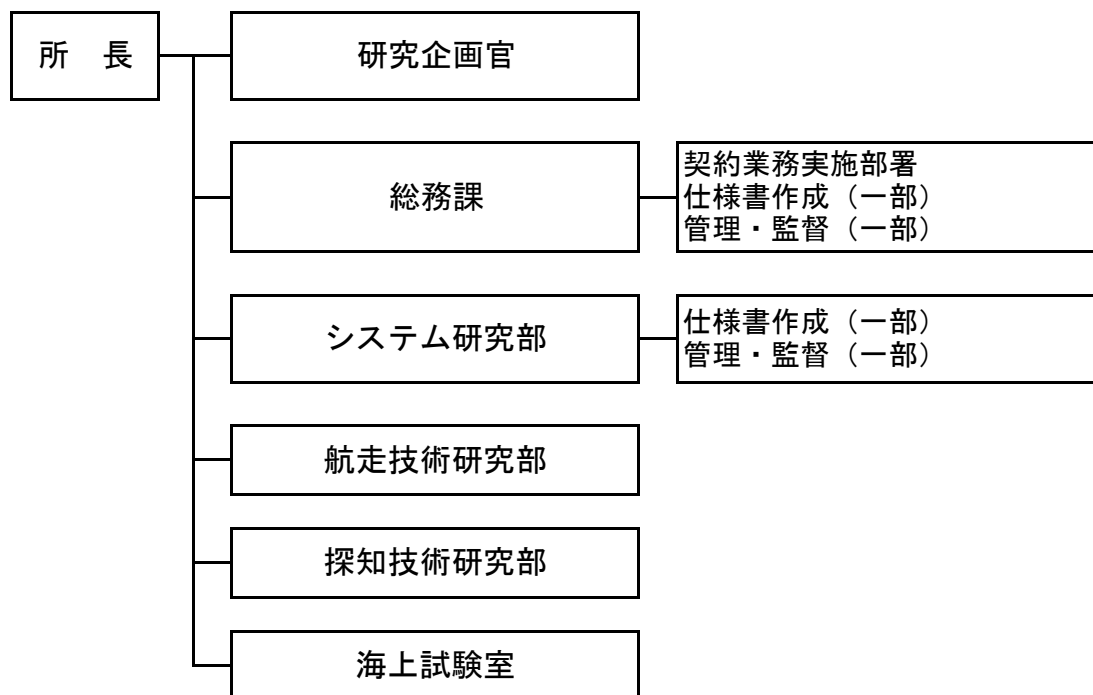 所　長
研究企画官
総務課
契約業務実施部署
仕様書作成（一部）
管理・監督（一部）
システム研究部
仕様書作成（一部）
管理・監督（一部）
航走技術研究部
探知技術研究部
海上試験室